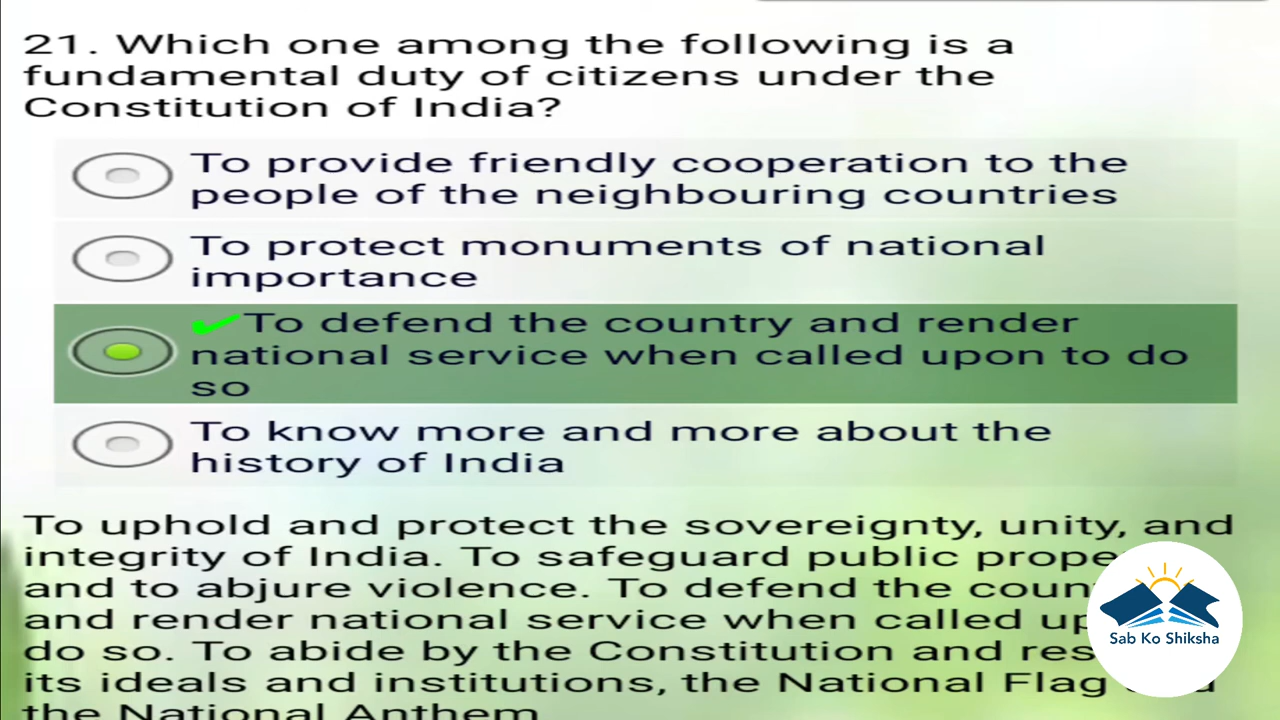 21. Which one among the following is a
fundamental duty of citizens under the
Constitution of India?
To provide friendly cooperation to the
people of the neighbouring countries
To protect monuments of national
importance
✔To defend the country and render
national service when called upon to do
so
To know more and more about the
history of India
To uphold and protect the sovereignty, unity, and
integrity of India. To safeguard public
and to abjure violence. To defend the
and render national service when called
do so. To abide by the Constitution and
its ideals and institutions, the National Flag
the National Anthem
Sab Ko Shiksha